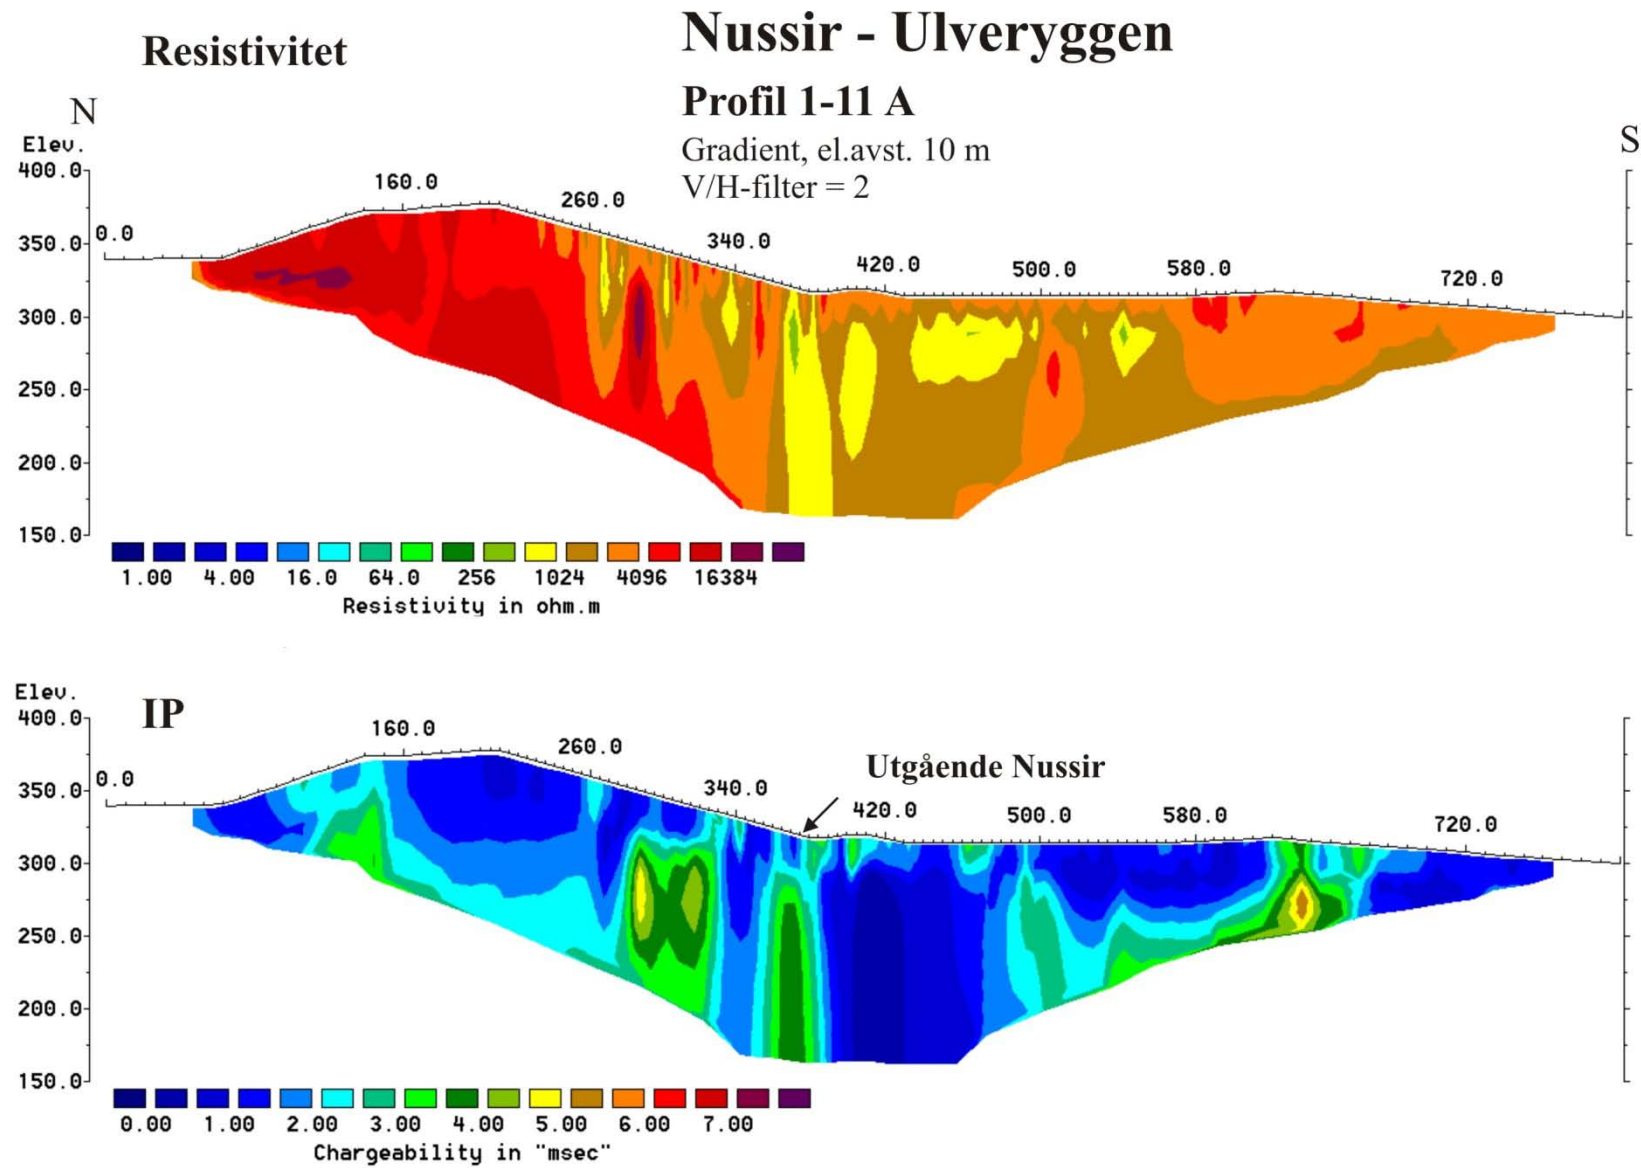 Nussir - Ulveryggen
Resistivitet
Profil 1-11 A
Gradient, el.avst. 10 m
V/H-filter = 2
N
S
Elev.
400.0
350.0
300.0
250.0
200.0
150.0
0.0
160.0
260.0
340.0
420.0
500.0
580.0
720.0
1.00 4.00 16.0 64.0 256 1024 4096 16384
Resistivity in ohm.m
Elev.
IP
400.0
350.0
300.0
250.0
200.0
150.0
0.0
160.0
260.0
340.0
Utgående Nussir
420.0
500.0
580.0
720.0
0.00 1.00 2.00 3.00 4.00 5.00 6.00 7.00
Chargeability in "msec"